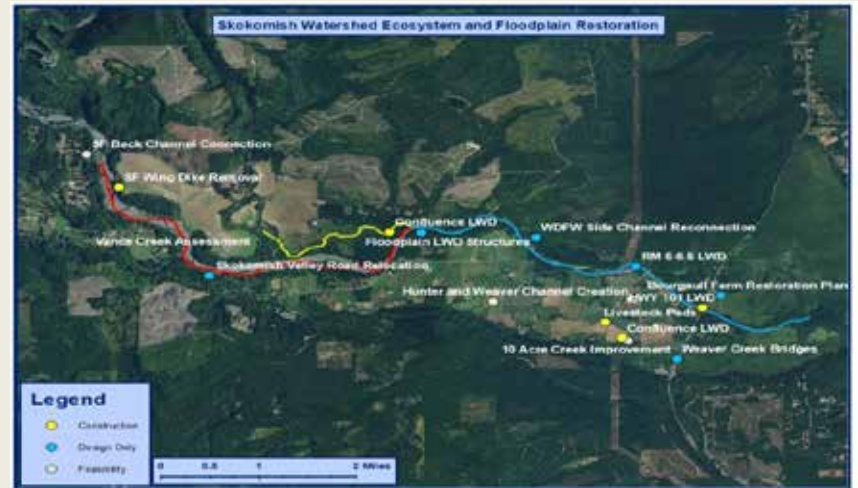 Skokomish Watershed Ecosystem and Floodplain Restoration
SF Beck Channel Connection
SF Wing Dike Removal
Vance Creek Assessment
Skokomish Valley Road Relocation
Confluence LWD
Floodplain LWD Structures
WDFW Side Channel Reconnection
RM 6-8.5 LWD
Bourgault Farm Restoration Plan
Hunter and Weaver Channel Creation
HWY 101 LWD
Livestock Pads
Confluence LWD
10 Acre Creek Improvement
Weaver Creek Bridges
Legend
Construction
Design Only
Feasibility
0 0.5 1 2 Miles